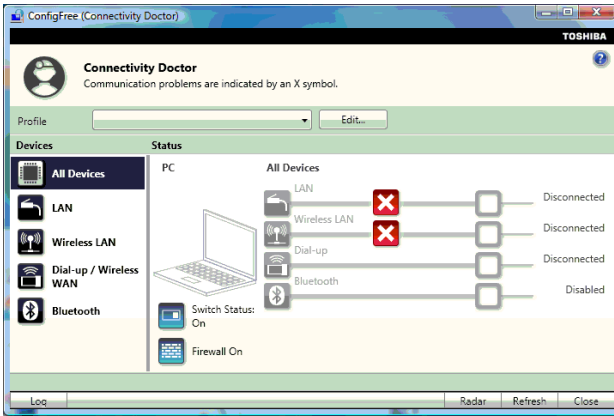 ConfigFree (Connectivity Doctor)
TOSHIBA
Connectivity Doctor
Communication problems are indicated by an X symbol.
Profile
Edit...
Devices
Status
All Devices
LAN
Wireless LAN
Dial-up / Wireless
WAN
Bluetooth
PC
Switch Status:
On
Firewall On
All Devices
LAN
Disconnected
Wireless LAN
Disconnected
Dial-up
Disconnected
Bluetooth
Disabled
Log
Radar
Refresh
Close